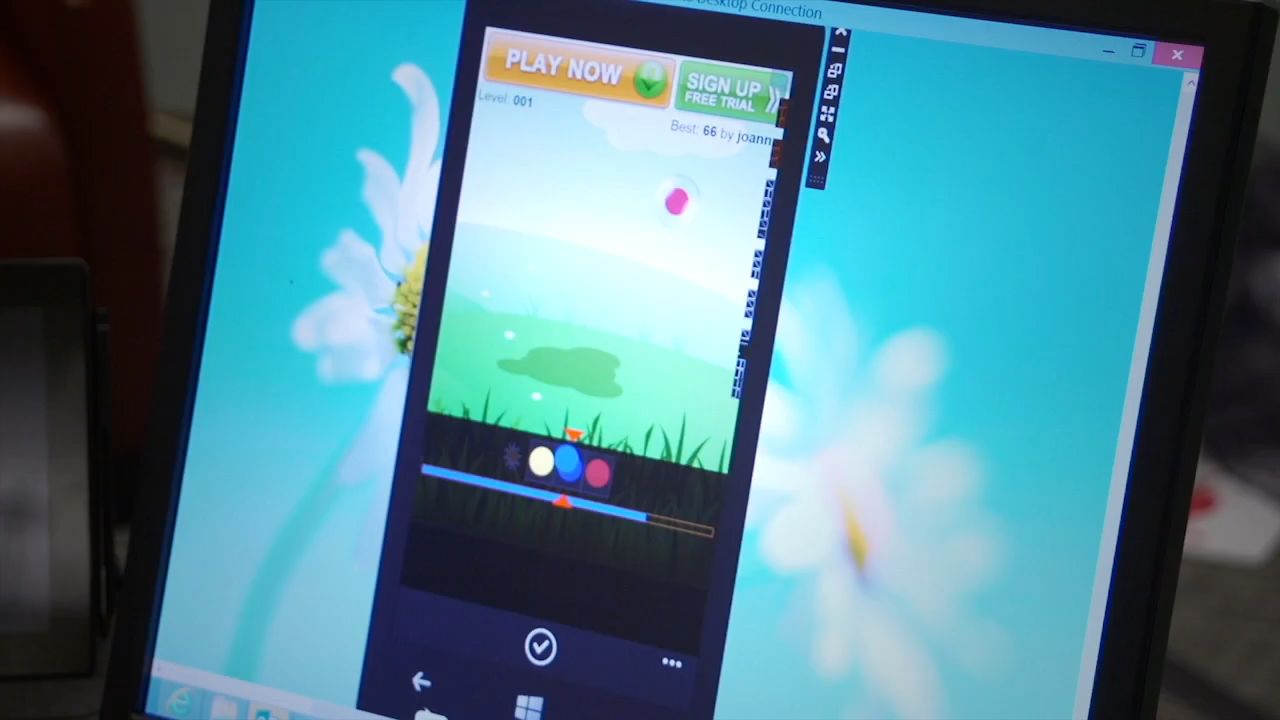 Desktop Connection
PLAY NOW
SIGN UP
FREE TRIAL
Level: 001
Best: 66 by joann